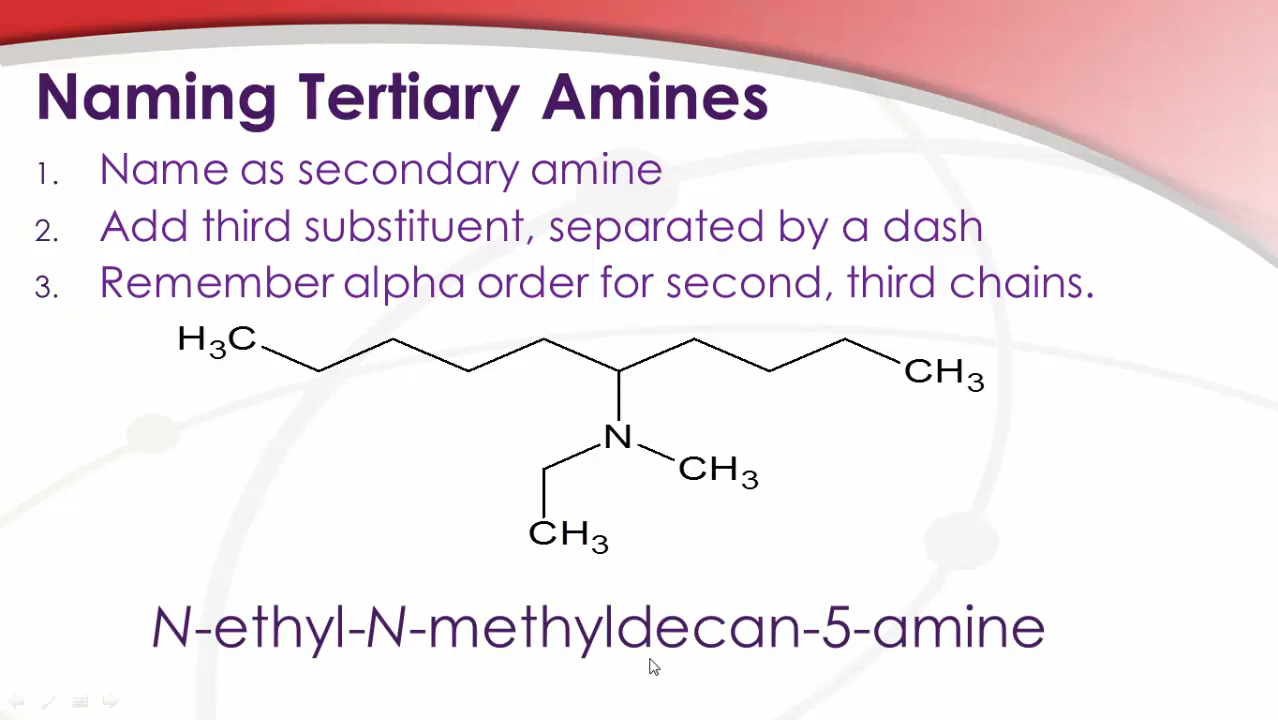 Naming Tertiary Amines
1. Name as secondary amine
2. Add third substituent, separated by a dash
3. Remember alpha order for second, third chains.
H₃C
CH₃
N
CH₃
CH₃
N-ethyl-N-methyldecan-5-amine